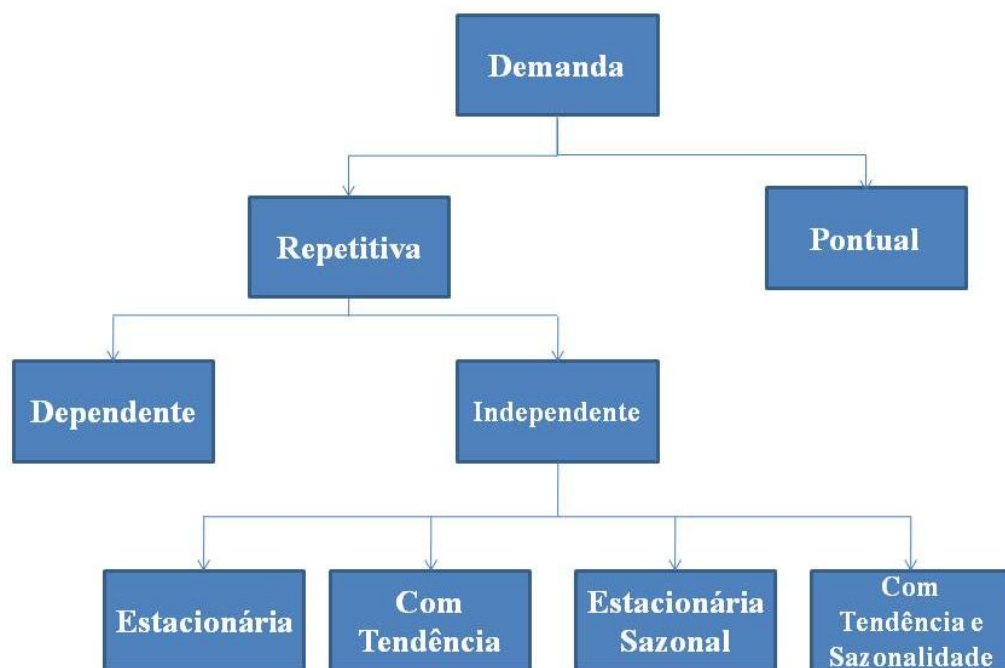 Demanda
Repetitiva
Pontual
Dependente
Independente
Estacionária
Com
Tendência
Estacionária
Sazonal
Com
Tendência e
Sazonalidade